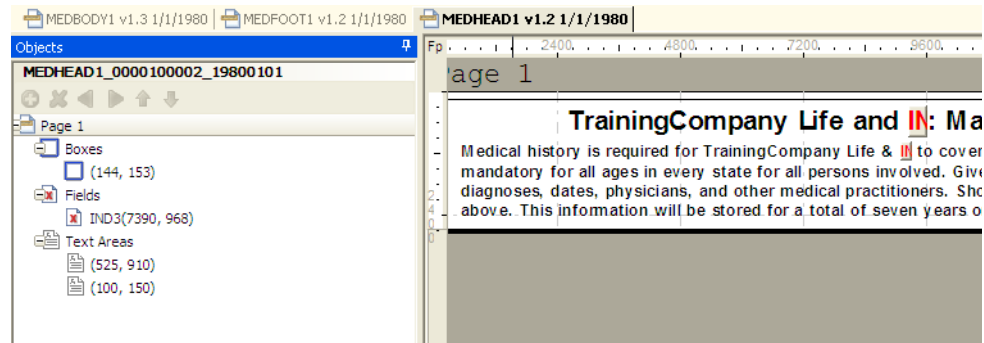 MEDBODY1 v1.3 1/1/1980 MEDFOOT1 v1.2 1/1/1980 MEDHEAD1 v1.2 1/1/1980
Objects
MEDHEAD1_0000100002_19800101
Page 1
Boxes
(144, 153)
Fields
IND3(7390, 968)
Text Areas
(525, 910)
(100, 150)
Fp 2400 4800 7200 9600
Page 1
TrainingCompany Life and IN: Ma
Medical history is required for TrainingCompany Life & IN to cover
mandatory for all ages in every state for all persons involved. Give
diagnoses, dates, physicians, and other medical practitioners. Sho
above. This information will be stored for a total of seven years o
2400